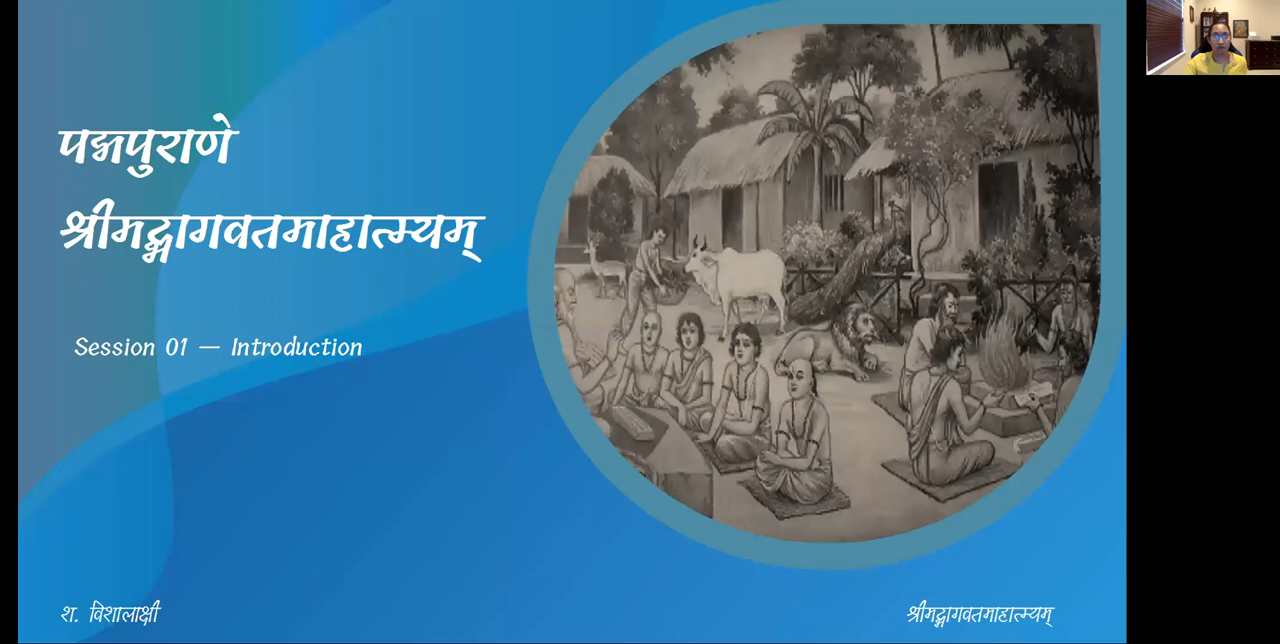 पद्मपुराणे
श्रीमद्भागवतमाहात्म्यम्
Session 01 — Introduction
श. विशालाक्षी
श्रीमद्भागवतमाहात्म्यम्